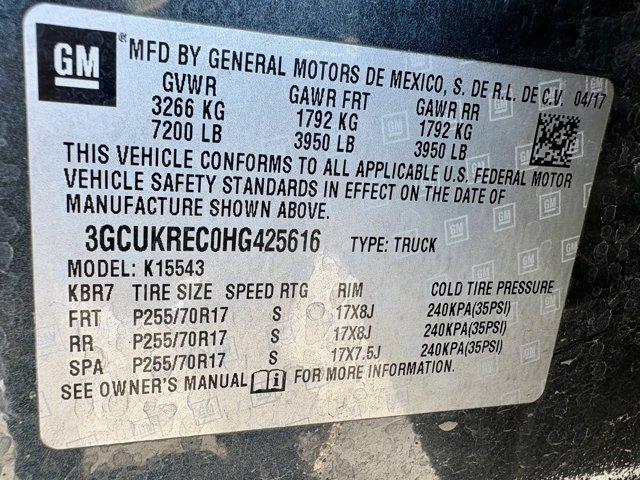 GM
® MFD BY GENERAL MOTORS DE MEXICO, S. DE R.L. DE C.V. 04/17
GVWR GAWR FRT GAWR RR
3266 KG 1792 KG 1792 KG
7200 LB 3950 LB 3950 LB
THIS VEHICLE CONFORMS TO ALL APPLICABLE U.S. FEDERAL MOTOR
VEHICLE SAFETY STANDARDS IN EFFECT ON THE DATE OF
MANUFACTURE SHOWN ABOVE.
3GCUKREC0HG425616 TYPE: TRUCK
MODEL: K15543
KBR7 TIRE SIZE SPEED RTG RIM COLD TIRE PRESSURE
FRT P255/70R17 S 17X8J 240KPA(35PSI)
RR P255/70R17 S 17X8J 240KPA(35PSI)
SPA P255/70R17 S 17X7.5J 240KPA(35PSI)
SEE OWNER'S MANUAL FOR MORE INFORMATION.